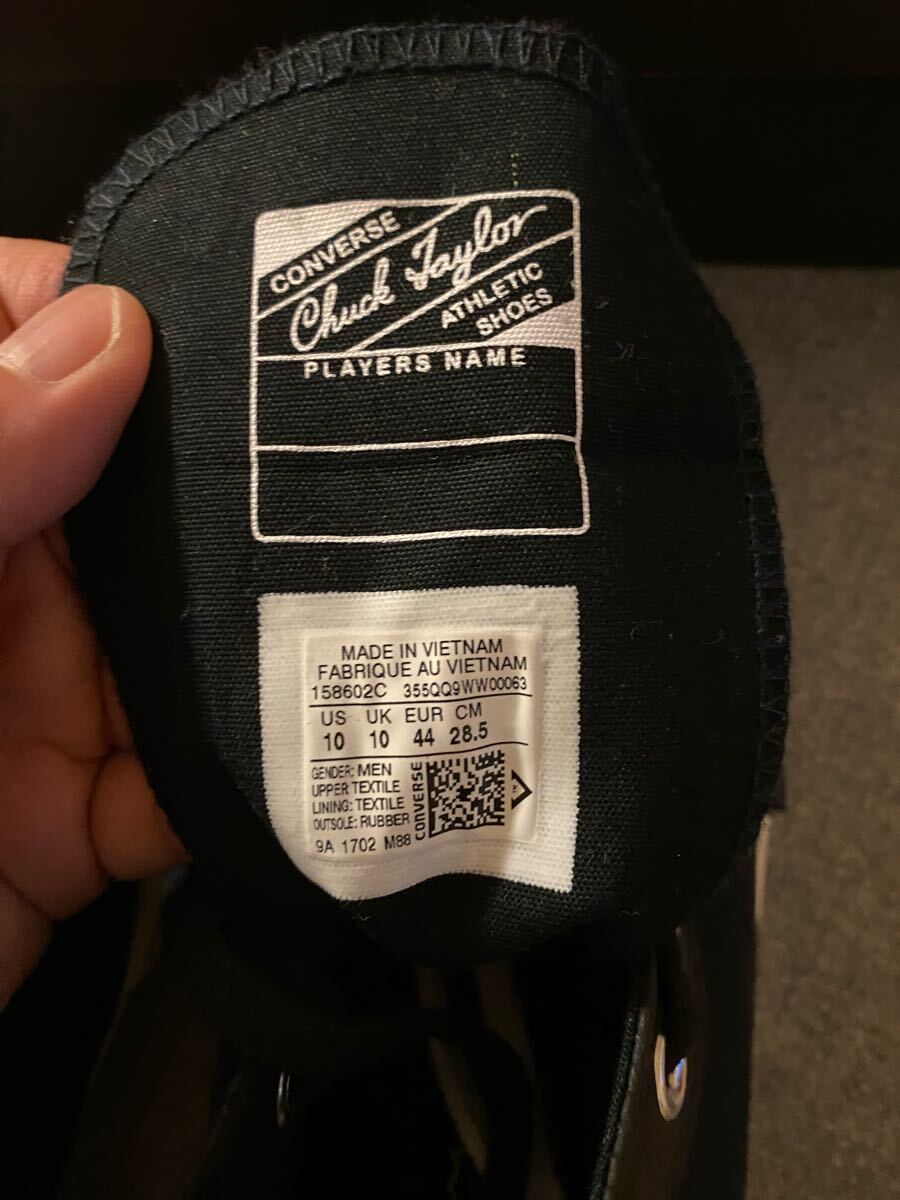 CONVERSE
Chuck Taylor
ATHLETIC
SHOES
PLAYERS NAME
MADE IN VIETNAM
FABRIQUE AU VIETNAM
158602C 355QQ9WW00063
US UK EUR CM
10 10 44 28.5
GENDER: MEN
UPPER TEXTILE
LINING: TEXTILE
OUTSOLE: RUBBER
9A 1702 M88
CONVERSE